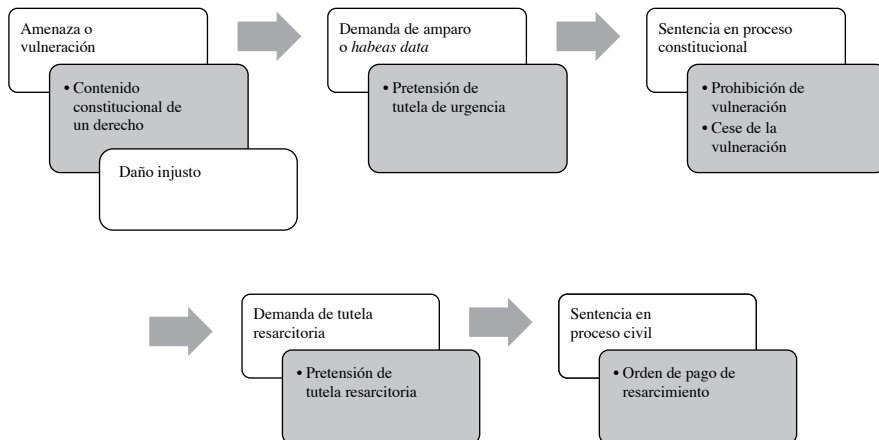 Amenaza o
vulneración
• Contenido
constitucional de
un derecho
Daño injusto
Demanda de amparo
o habeas data
• Pretensión de
tutela de urgencia
Sentencia en proceso
constitucional
• Prohibición de
vulneración
• Cese de la
vulneración
Demanda de tutela
resarcitoria
• Pretensión de
tutela resarcitoria
Sentencia en
proceso civil
• Orden de pago de
resarcimiento